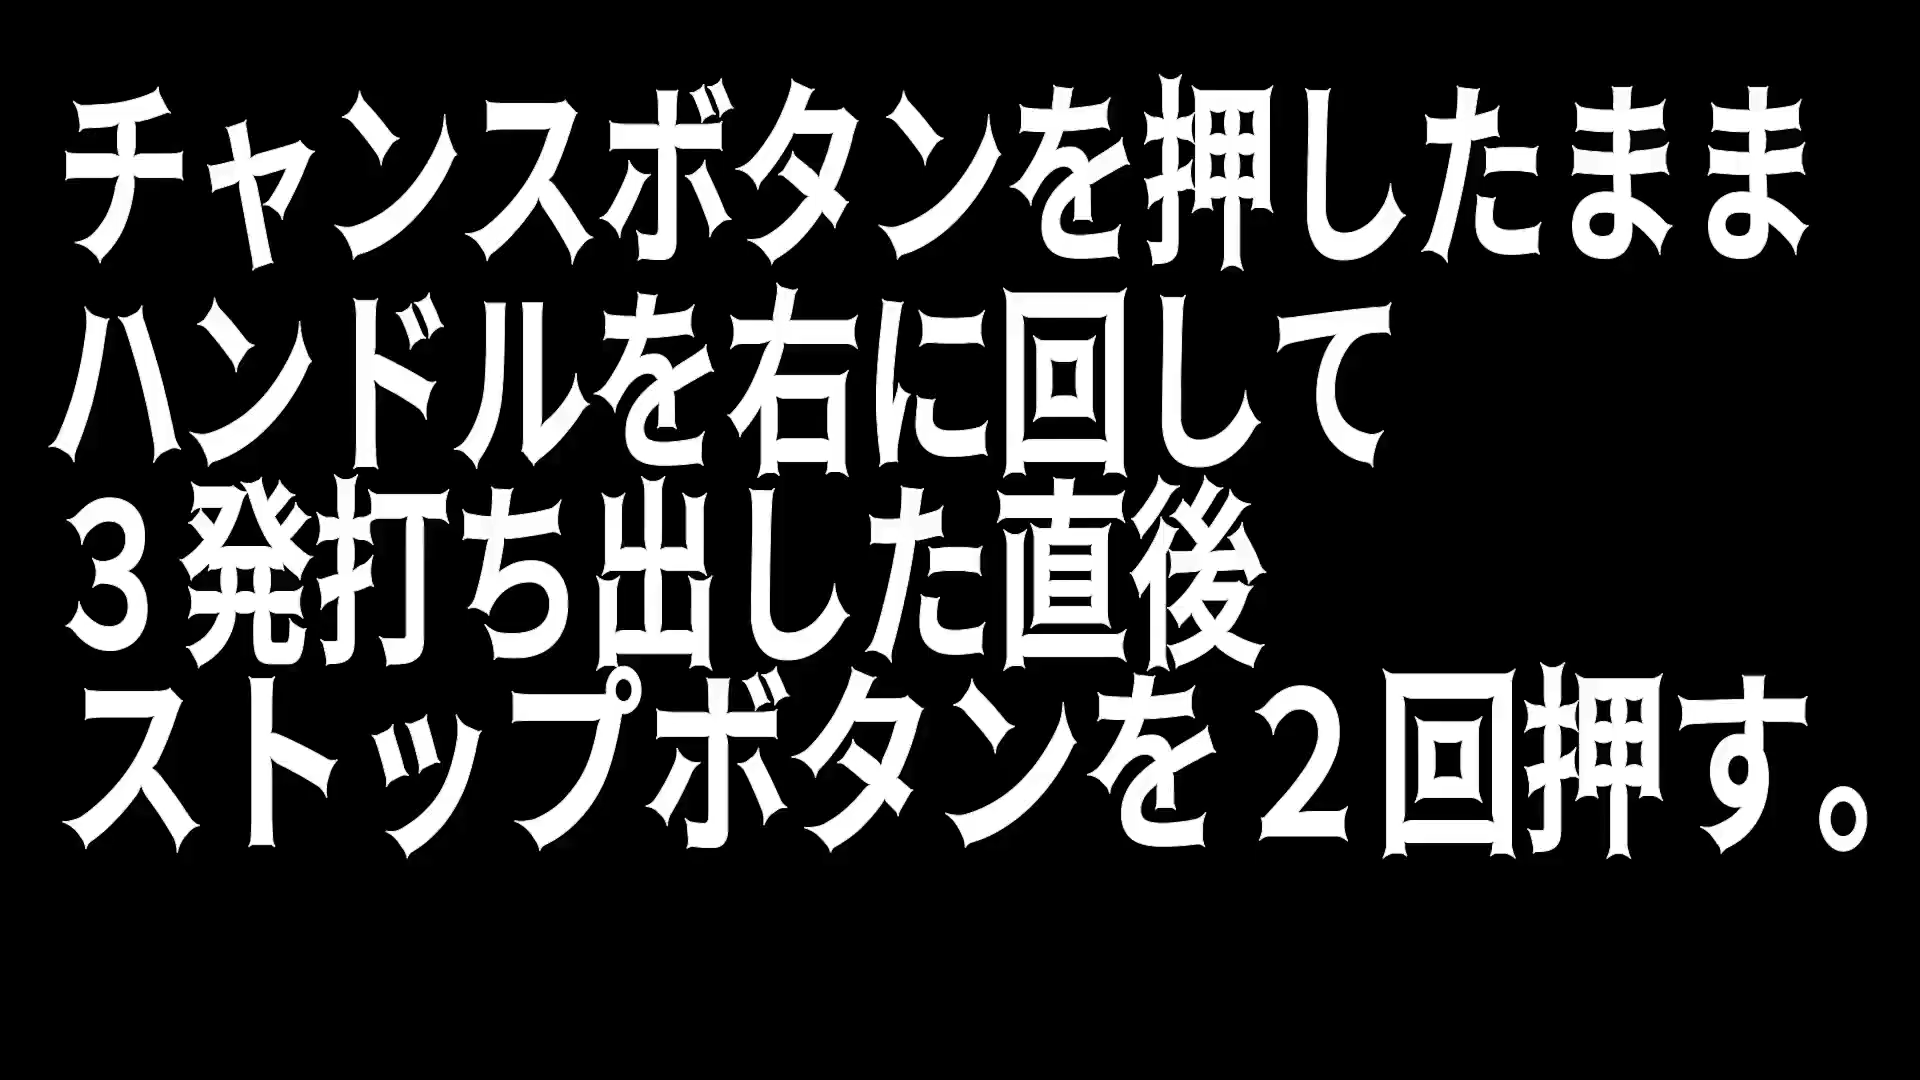 チャンスボタンを押したまま
ハンドルを右に回して
３発打ち出した直後
ストップボタンを２回押す。